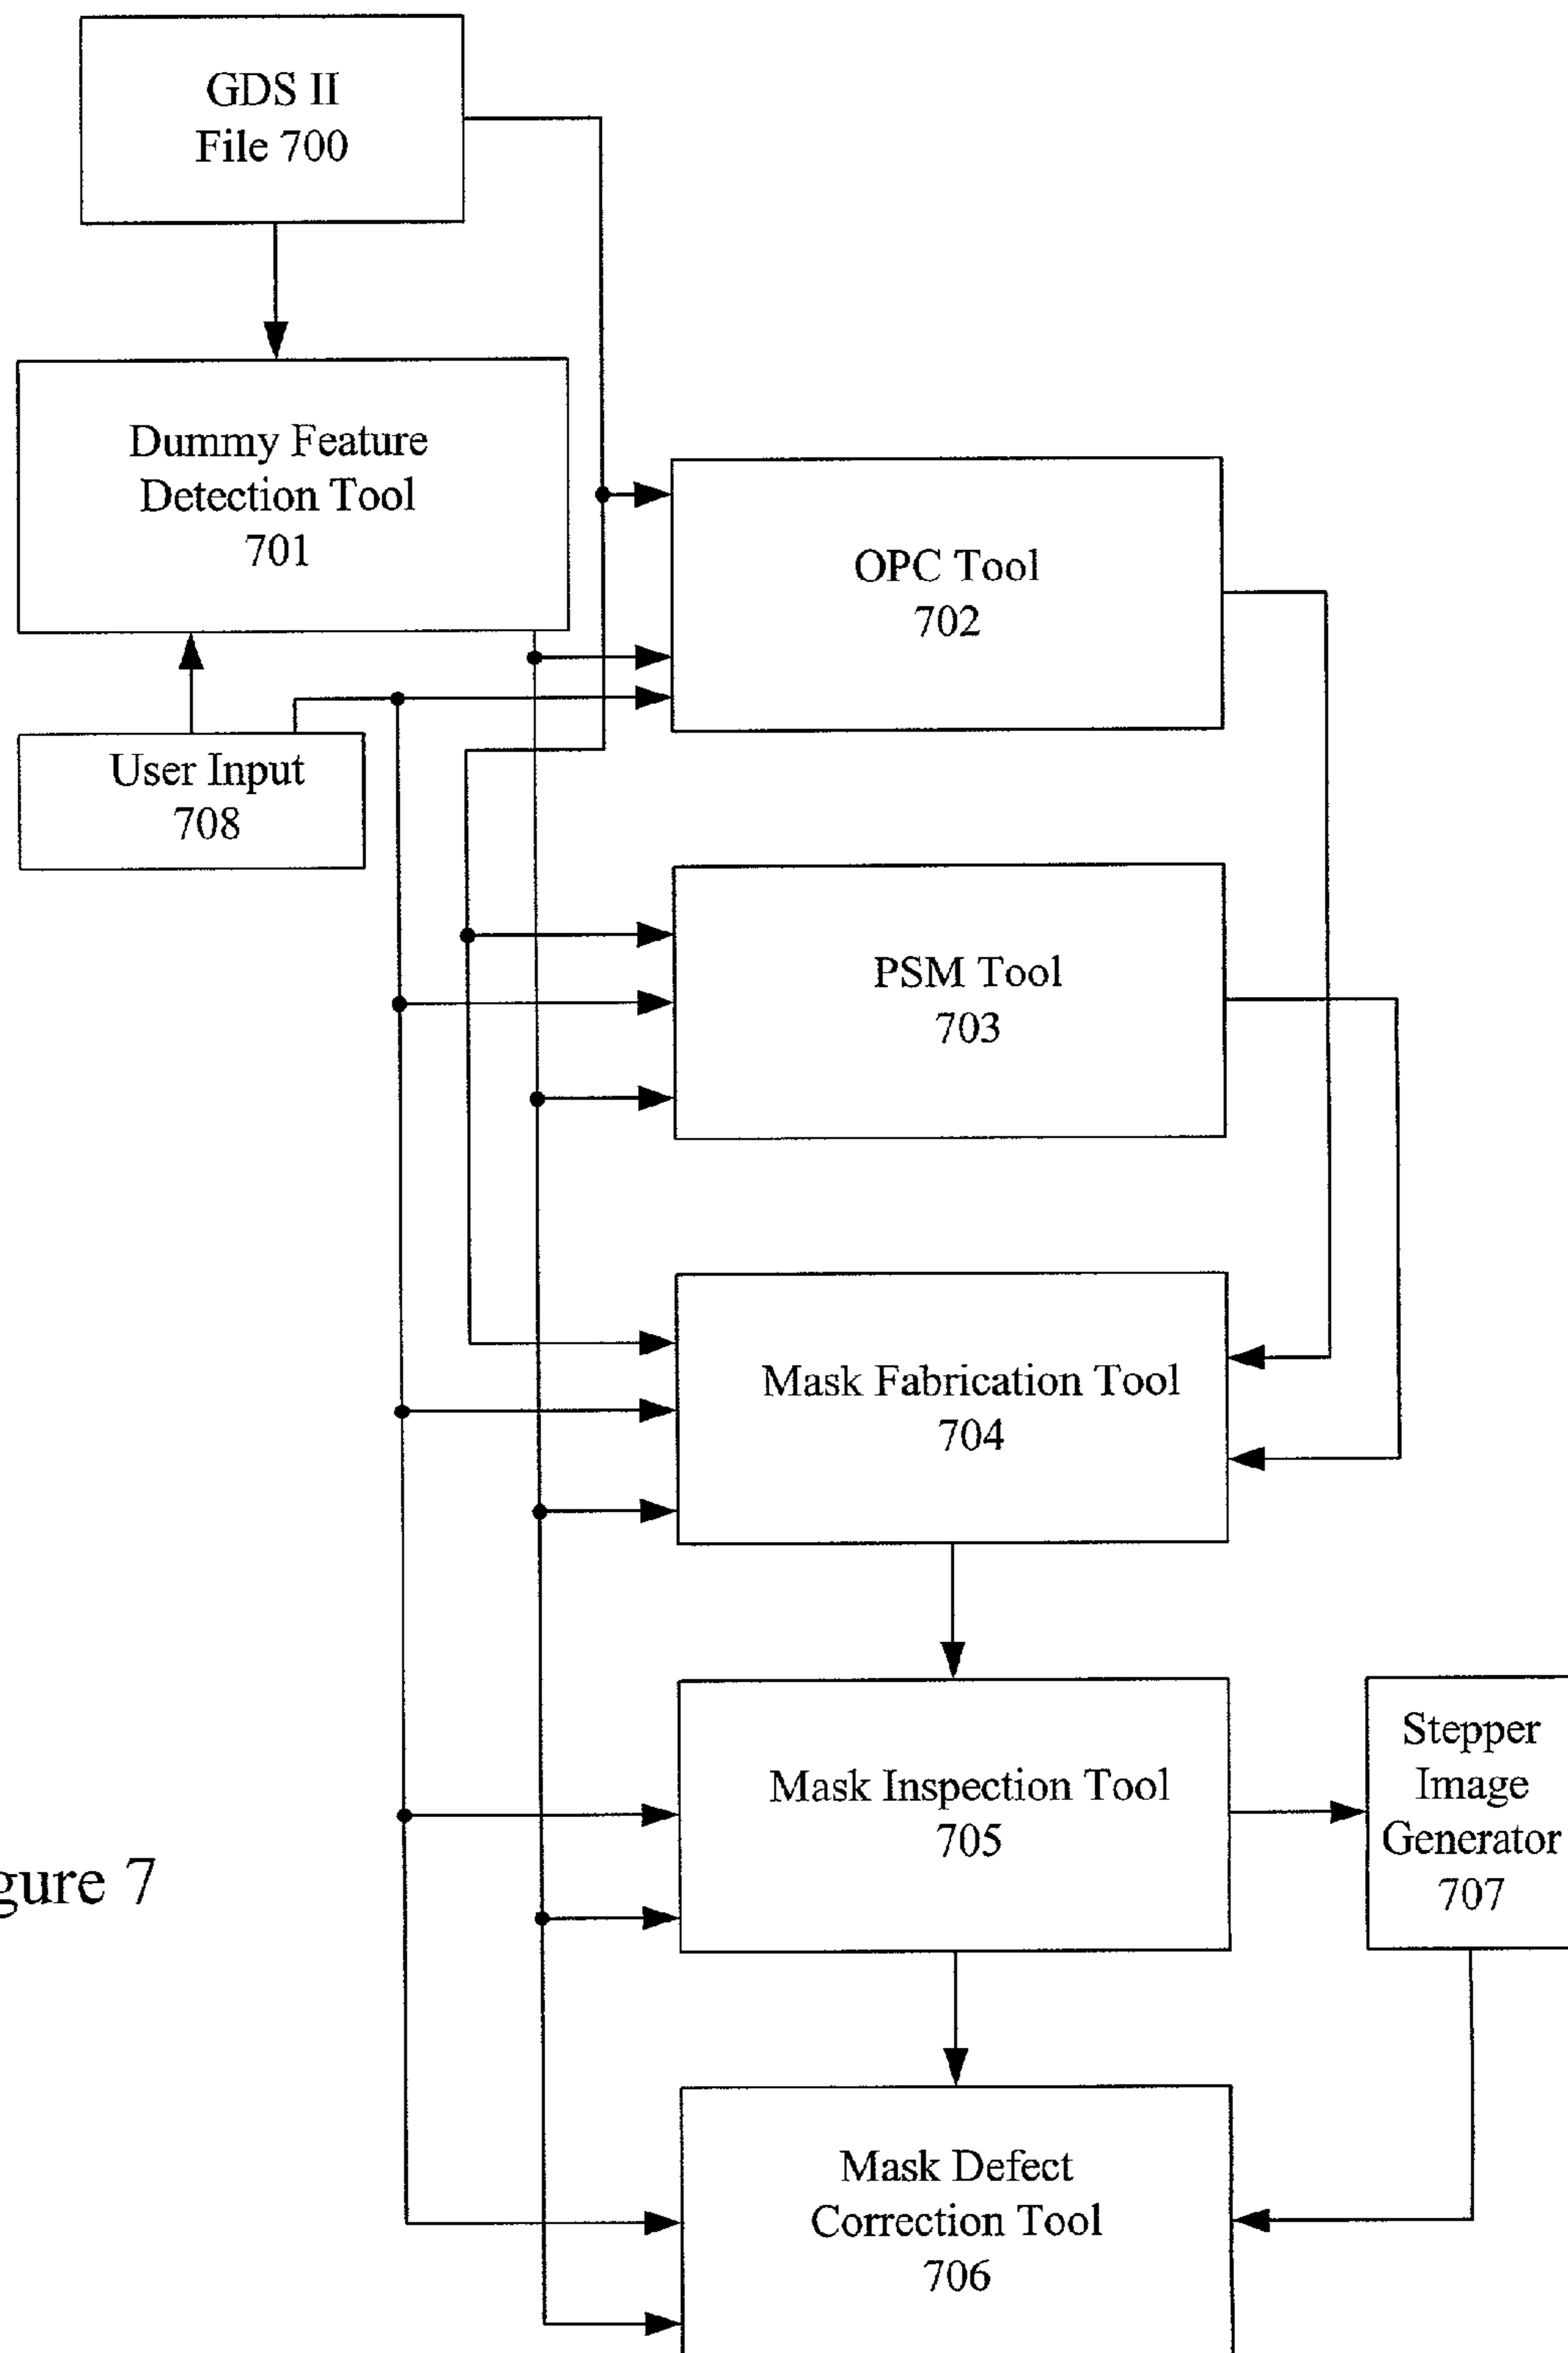 GDS II
File 700
Dummy Feature
Detection Tool
701
OPC Tool
702
User Input
708
PSM Tool
703
Mask Fabrication Tool
704
Mask Inspection Tool
705
Stepper
Image
Generator
707
gure 7
Mask Defect
Correction Tool
706